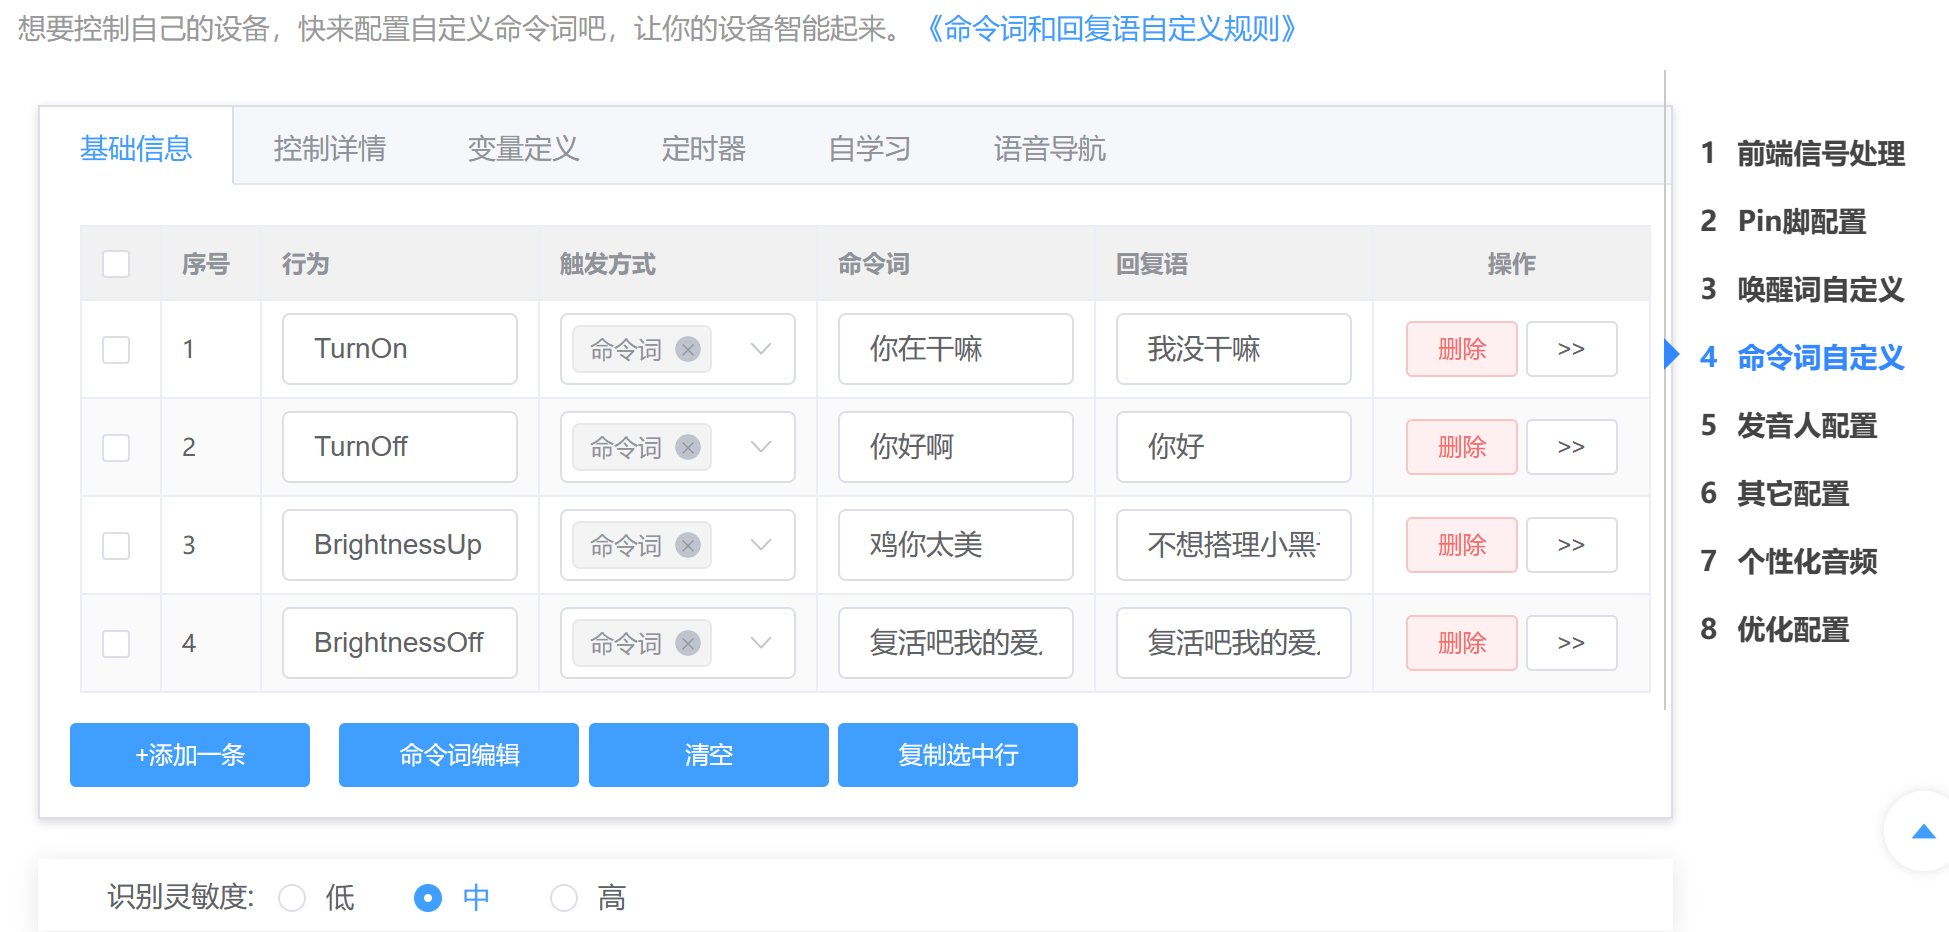 想要控制自己的设备，快来配置自定义命令词吧，让你的设备智能起来。《命令词和回复语自定义规则》
基础信息 控制详情 变量定义 定时器 自学习 语音导航
序号 行为 触发方式 命令词 回复语 操作
1 TurnOn 命令词 你在干嘛 我没干嘛 删除 >>
2 TurnOff 命令词 你好啊 你好 删除 >>
3 BrightnessUp 命令词 鸡你太美 不想搭理小黑 删除 >>
4 BrightnessOff 命令词 复活吧我的爱 复活吧我的爱 删除 >>
+添加一条 命令词编辑 清空 复制选中行
识别灵敏度: 低 中 高
1 前端信号处理
2 Pin脚配置
3 唤醒词自定义
4 命令词自定义
5 发音人配置
6 其它配置
7 个性化音频
8 优化配置